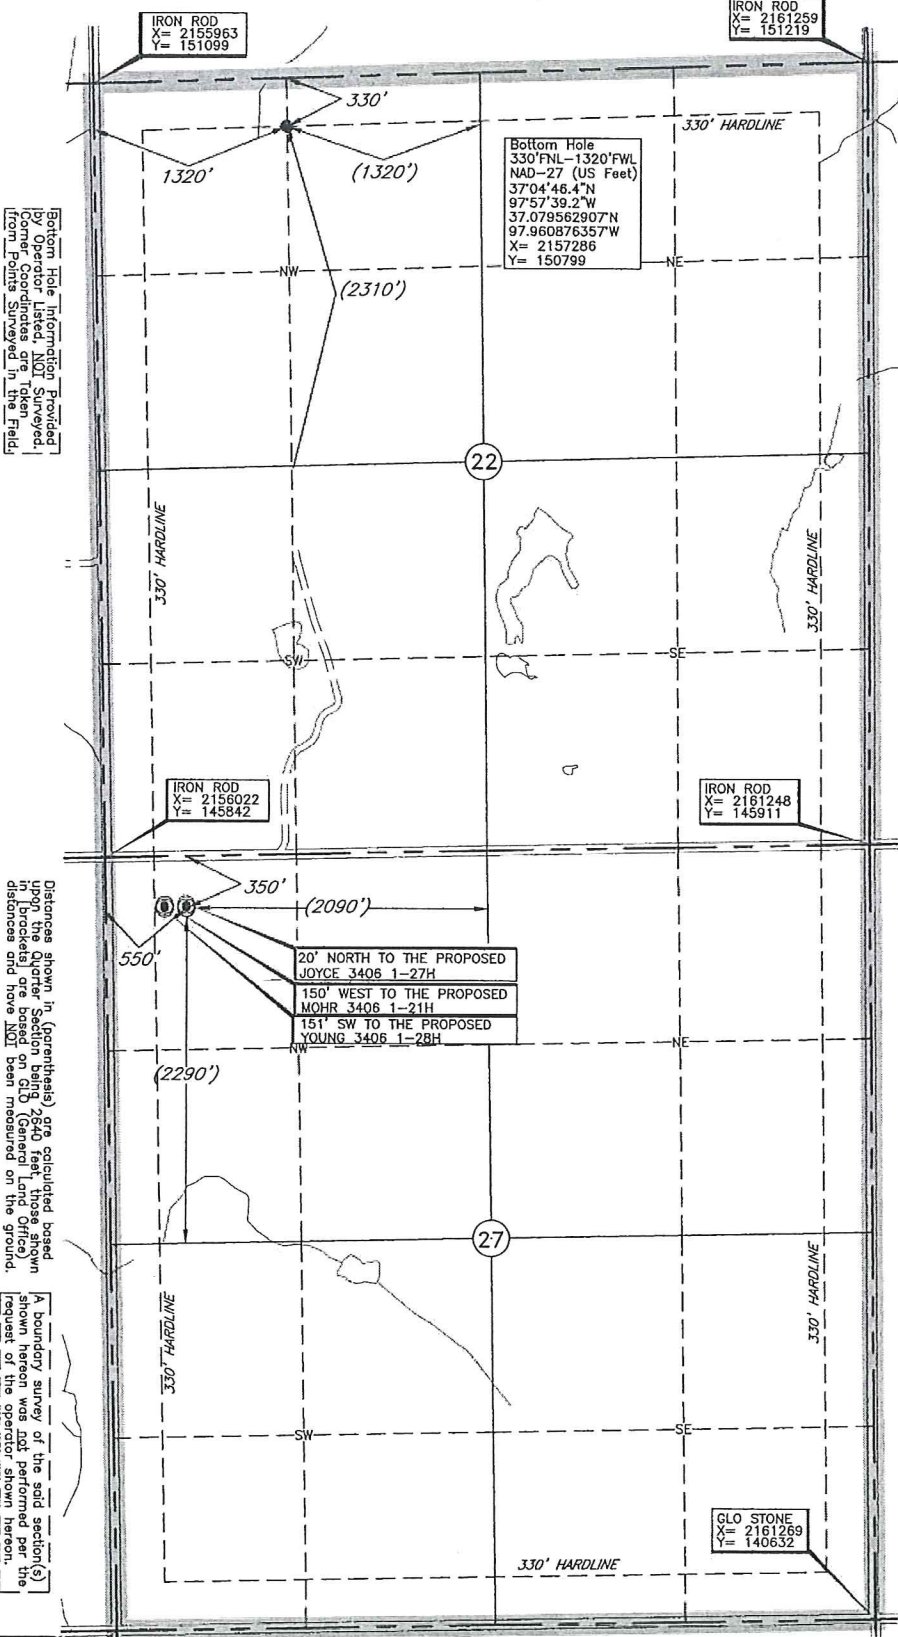 IRON ROD
X= 2155963
Y= 151099
IRON ROD
X= 2161259
Y= 151219
330'
330' HARDLINE
1320'
(1320')
Bottom Hole
330'FNL-1320'FWL
NAD-27 (US Feet)
37°04'46.4"N
97°57'39.2"W
37.079562907°N
97.960876357°W
X= 2157286
Y= 150799
NW
NE
(2310')
Bottom Hole Information Provided
by Operator Listed, NOT Surveyed.
Corner Coordinates are Taken
from Points Surveyed in the Field.
22
330' HARDLINE
330' HARDLINE
SW
SE
IRON ROD
X= 2156022
Y= 145842
IRON ROD
X= 2161248
Y= 145911
350'
(2090')
550'
20' NORTH TO THE PROPOSED
JOYCE 3406 1-27H
150' WEST TO THE PROPOSED
MOHR 3406 1-21H
151' SW TO THE PROPOSED
YOUNG 3406 1-28H
NW
NE
(2290')
Distances shown in (parenthesis) are calculated based
upon the Quarter Section being 2640 feet, those shown
in [brackets] are based on GLO (General Land Office)
distances and have NOT been measured on the ground.
27
330' HARDLINE
330' HARDLINE
A boundary survey of the said section(s)
shown hereon was not performed per the
request of the operator shown hereon.
SW
SE
GLO STONE
X= 2161269
Y= 140632
330' HARDLINE